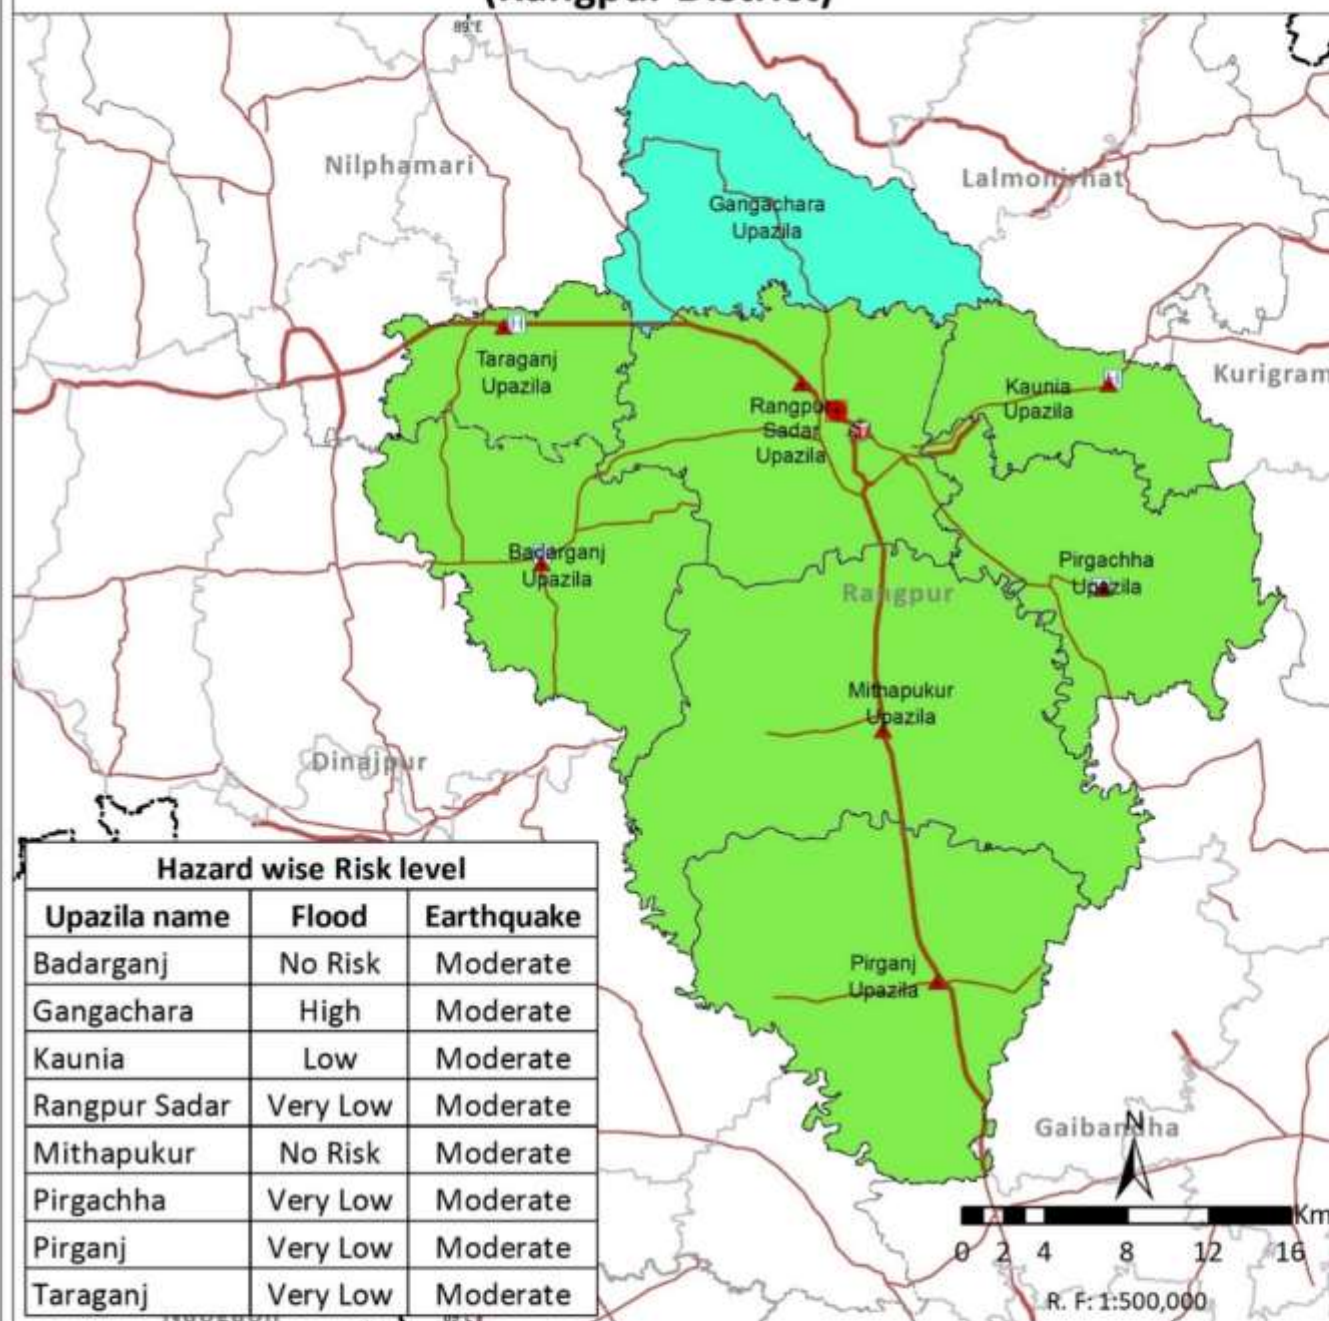 (Rangpur District)
89°E
Nilphamari
Lalmonirhat
Gangachara
Upazila
Taraganj
Upazila
Kaunia
Upazila
Kurigram
Rangpur
Sadar
Upazila
Badarganj
Upazila
Pirgachha
Upazila
Rangpur
Mithapukur
Upazila
Dinajpur
Hazard wise Risk level
Upazila name Flood Earthquake
Badarganj No Risk Moderate
Gangachara High Moderate
Kaunia Low Moderate
Rangpur Sadar Very Low Moderate
Mithapukur No Risk Moderate
Pirgachha Very Low Moderate
Pirganj Very Low Moderate
Taraganj Very Low Moderate
Pirganj
Upazila
Gaibandha
N
Km
0 2 4 8 12 16
R. F: 1:500,000